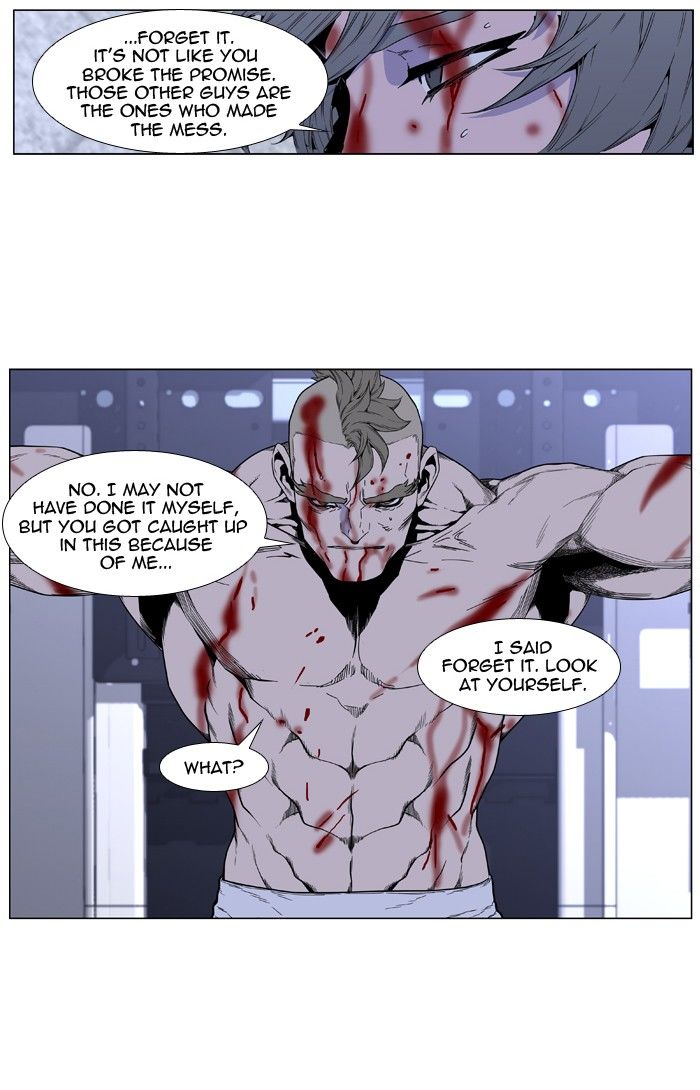 ...FORGET IT.
IT'S NOT LIKE YOU
BROKE THE PROMISE.
THOSE OTHER GUYS ARE
THE ONES WHO MADE
THE MESS.
NO. I MAY NOT
HAVE DONE IT MYSELF,
BUT YOU GOT CAUGHT UP
IN THIS BECAUSE
OF ME...
I SAID
FORGET IT. LOOK
AT YOURSELF.
WHAT?